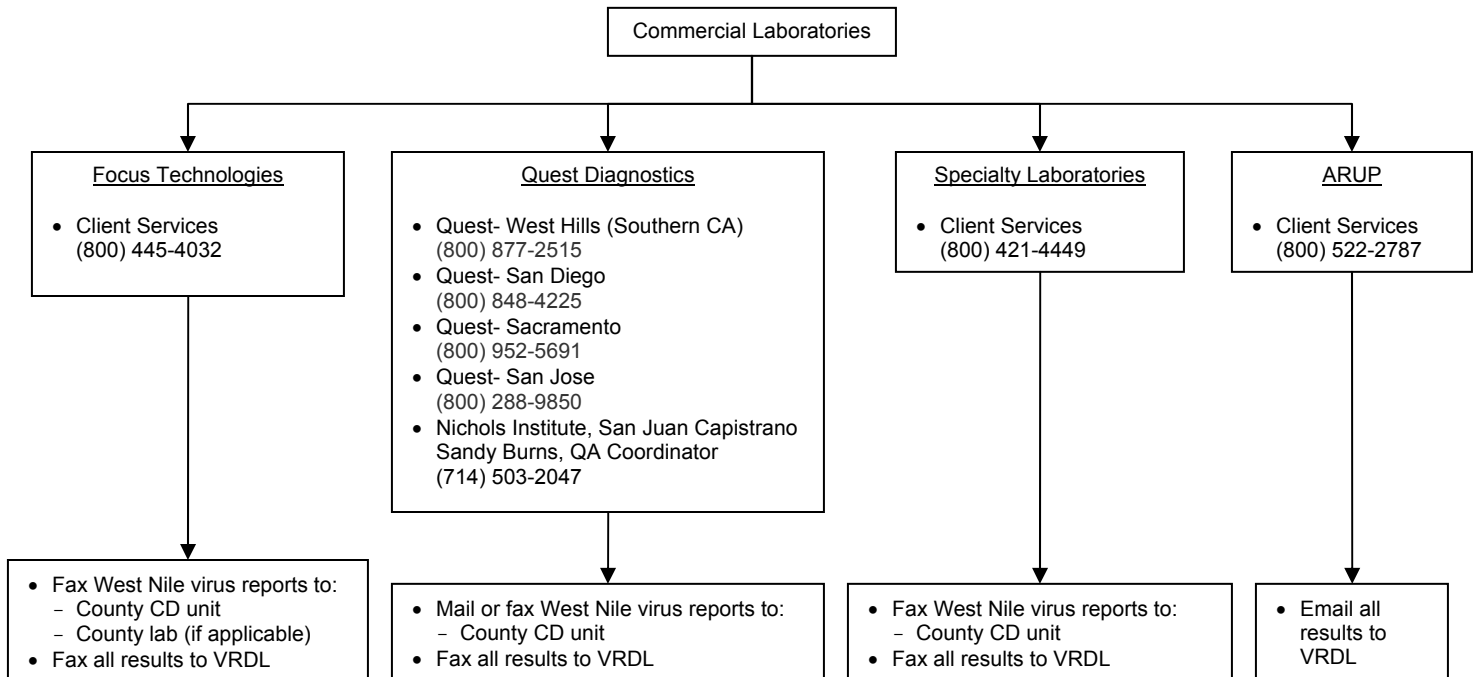 Commercial Laboratories
Focus Technologies
• Client Services
(800) 445-4032
Quest Diagnostics
• Quest- West Hills (Southern CA)
(800) 877-2515
• Quest- San Diego
(800) 848-4225
• Quest- Sacramento
(800) 952-5691
• Quest- San Jose
(800) 288-9850
• Nichols Institute, San Juan Capistrano
Sandy Burns, QA Coordinator
(714) 503-2047
Specialty Laboratories
• Client Services
(800) 421-4449
ARUP
• Client Services
(800) 522-2787
• Fax West Nile virus reports to:
- County CD unit
- County lab (if applicable)
• Fax all results to VRDL
• Mail or fax West Nile virus reports to:
- County CD unit
• Fax all results to VRDL
• Fax West Nile virus reports to:
- County CD unit
• Fax all results to VRDL
• Email all
results to
VRDL